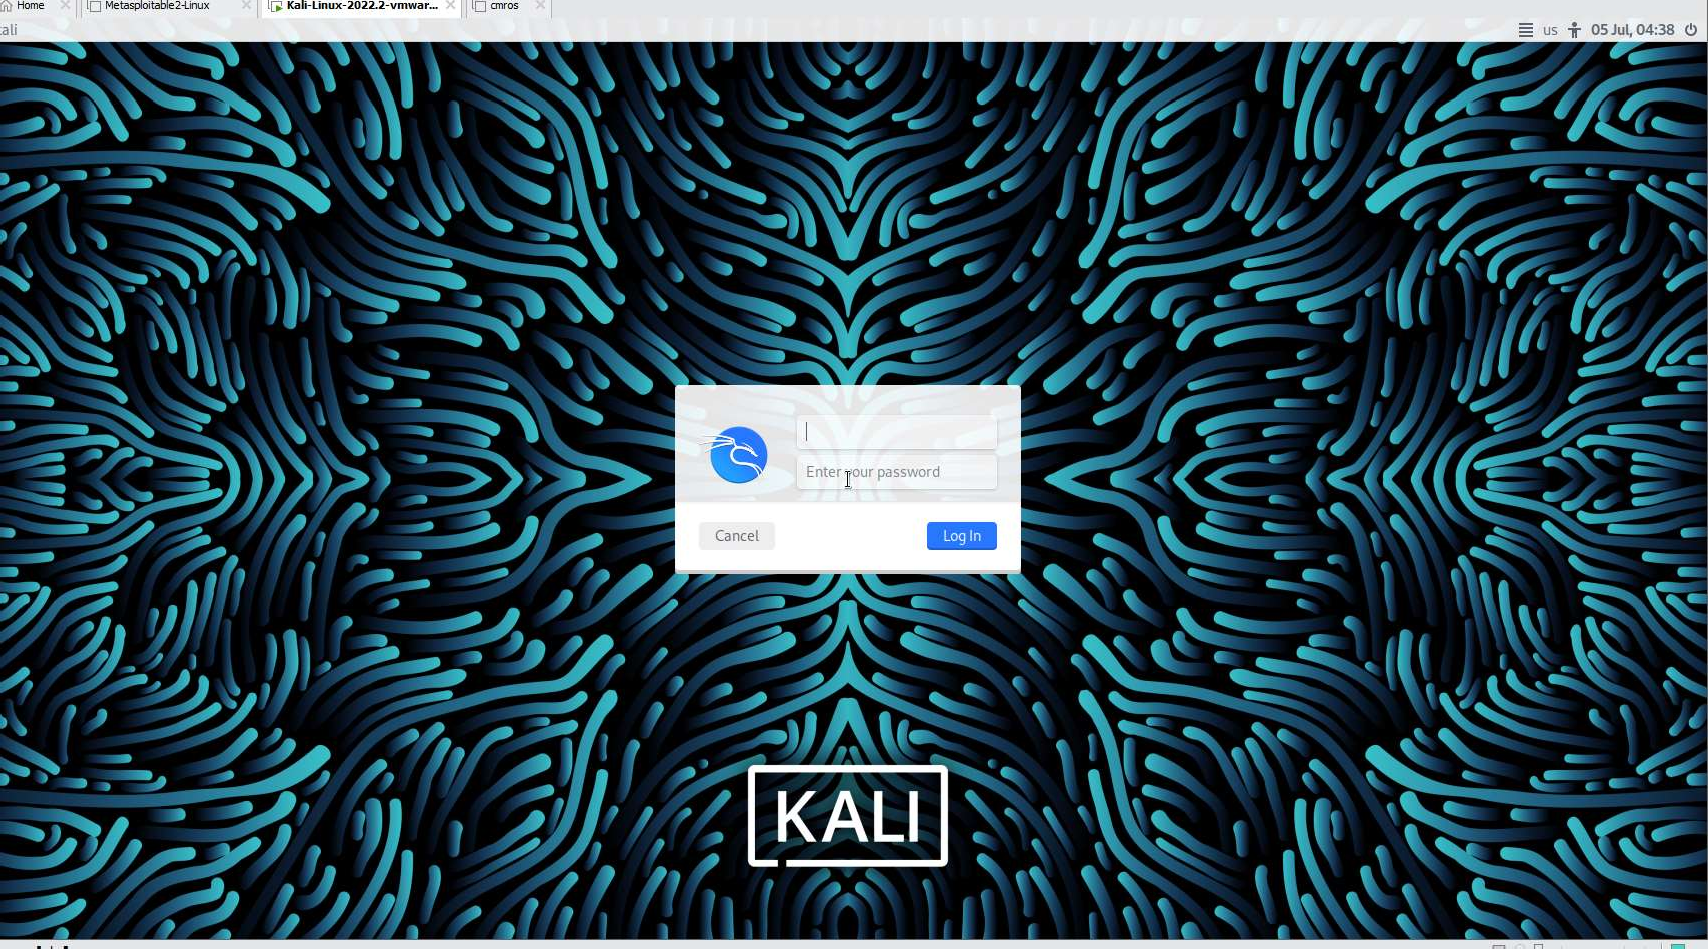 Home
Metasploitable2-Linux
Kali-Linux-2022.2-vmwar...
cmros
ali
us
05 Jul, 04:38
Enter your password
Cancel
Log In
KALI